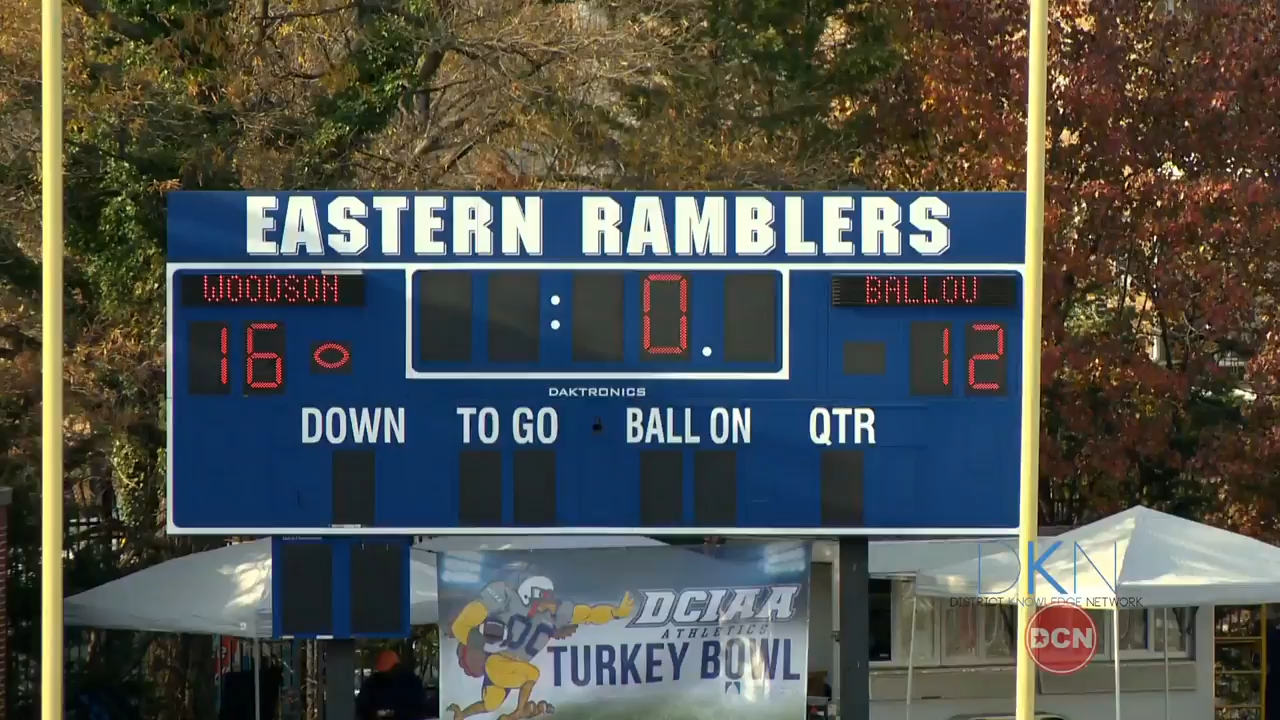 EASTERN RAMBLERS
WOODSON
BALLOU
: 0.
16
12
DAKTRONICS
DOWN TO GO BALL ON QTR
DCIAA
ATHLETICS
TURKEY BOWL
00
DKN
DISTRICT KNOWLEDGE NETWORK
DCN